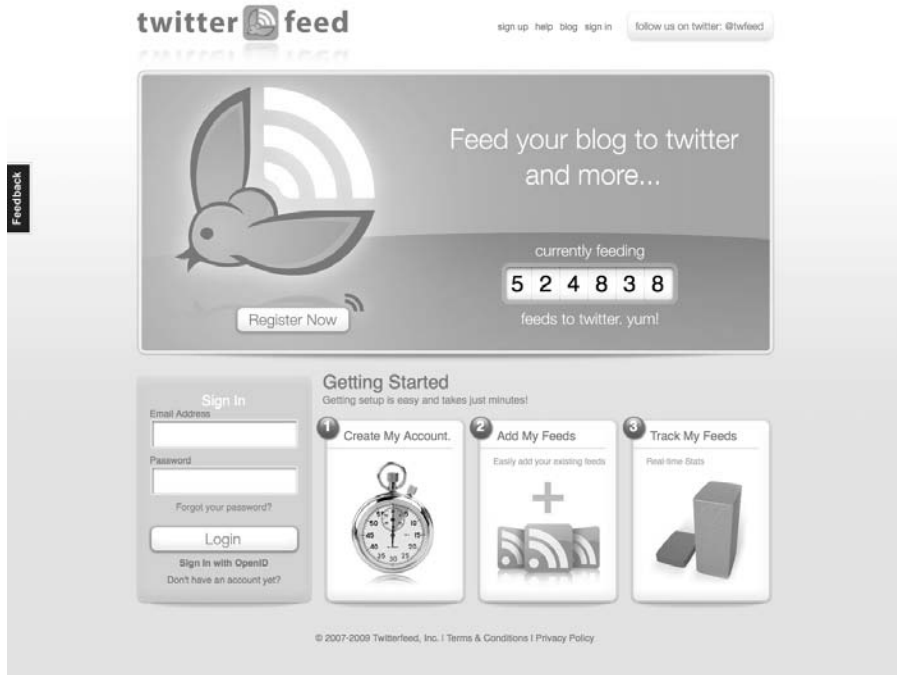 twitter feed
sign up help blog sign in
follow us on twitter: @twfeed
Feedback
Feed your blog to twitter
and more...
currently feeding
5 2 4 8 3 8
feeds to twitter. yum!
Register Now
Sign In
Email Address
Password
Forgot your password?
Login
Sign In with OpenID
Don't have an account yet?
Getting Started
Getting setup is easy and takes just minutes!
1
Create My Account.
2
Add My Feeds
Easily add your existing feeds
3
Track My Feeds
Real-time Stats
© 2007-2009 Twitterfeed, Inc. | Terms & Conditions | Privacy Policy